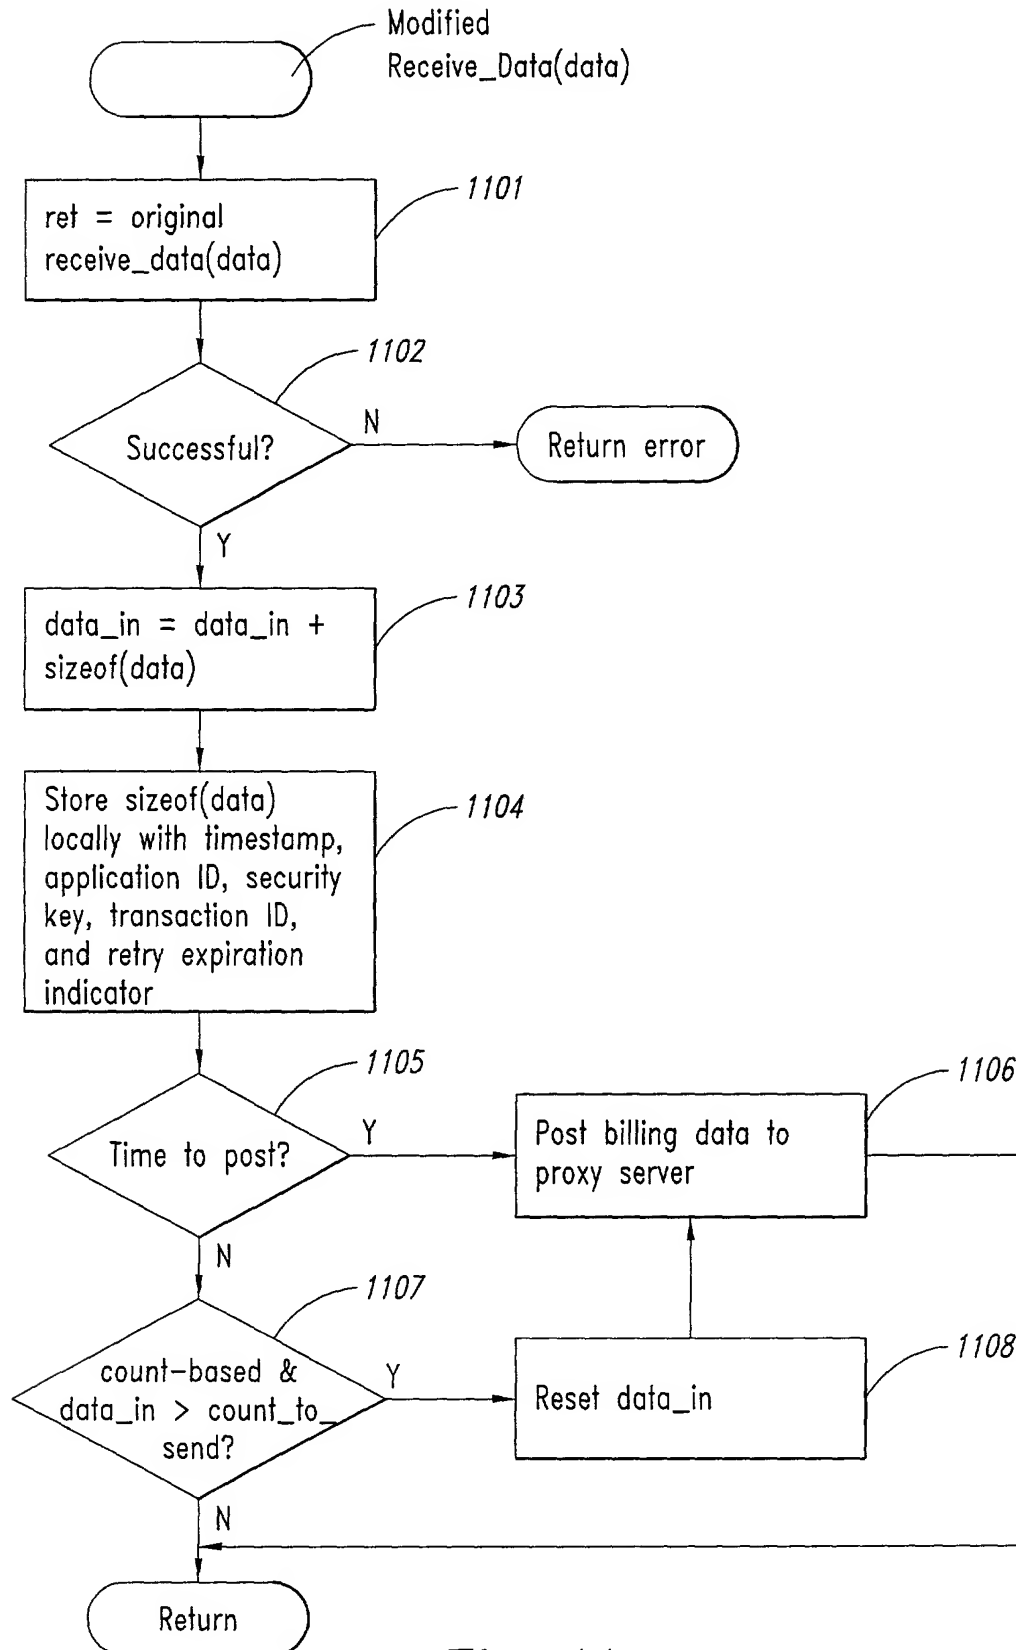 Modified
Receive_Data(data)
1101
ret = original
receive_data(data)
1102
Successful?
N
Return error
Y
1103
data_in = data_in +
sizeof(data)
1104
Store sizeof(data)
locally with timestamp,
application ID, security
key, transaction ID,
and retry expiration
indicator
1105
Time to post?
Y
1106
Post billing data to
proxy server
N
1107
count-based &
data_in > count_to_
send?
Y
1108
Reset data_in
N
Return